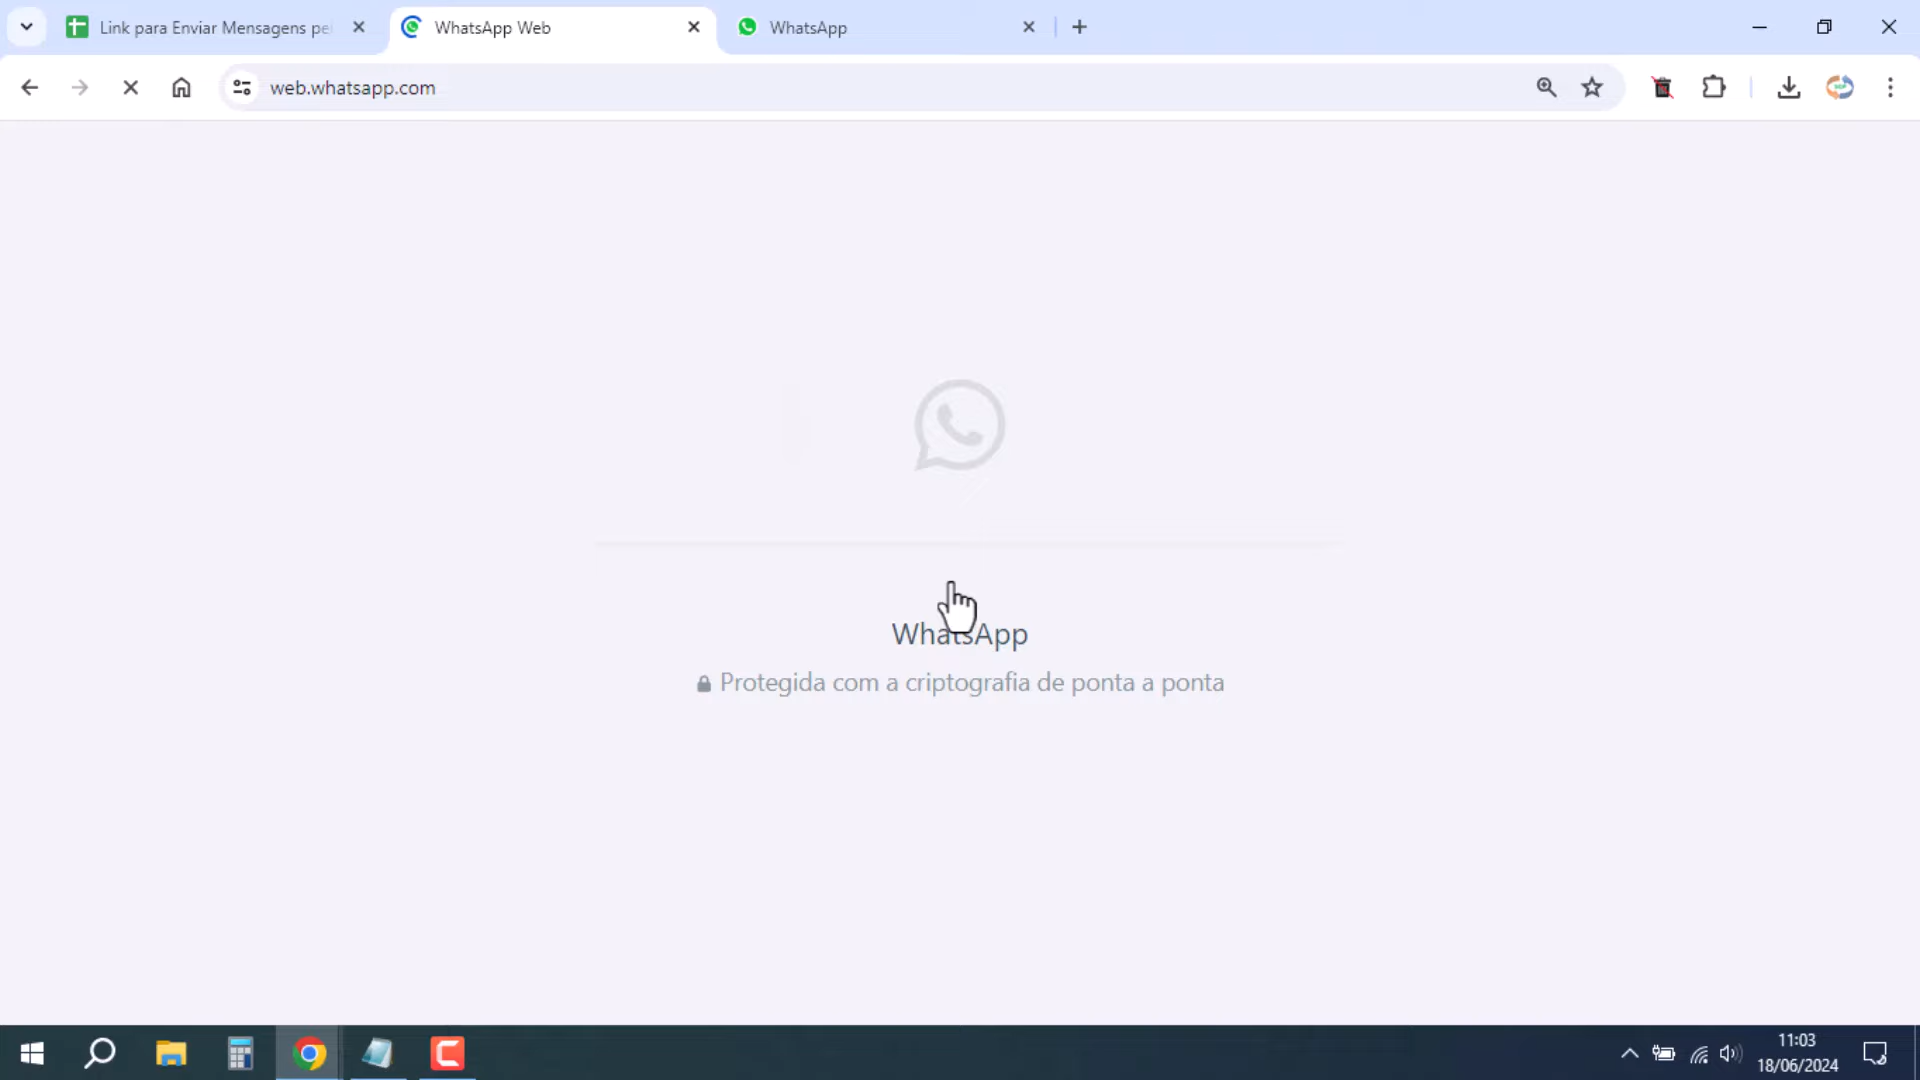 Link para Enviar Mensagens pel
WhatsApp Web
WhatsApp
web.whatsapp.com
WhatsApp
Protegida com a criptografia de ponta a ponta
11:03
18/06/2024